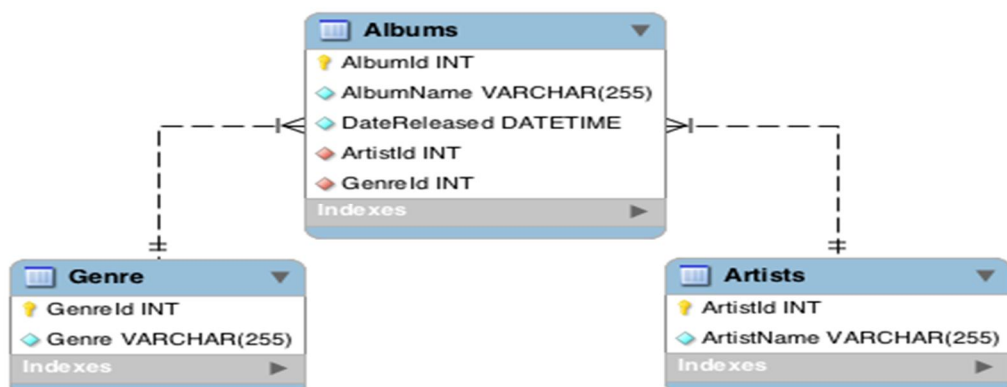 Albums
AlbumId INT
AlbumName VARCHAR(255)
DateReleased DATETIME
ArtistId INT
GenreId INT
Indexes
Genre
GenreId INT
Genre VARCHAR(255)
Indexes
Artists
ArtistId INT
ArtistName VARCHAR(255)
Indexes